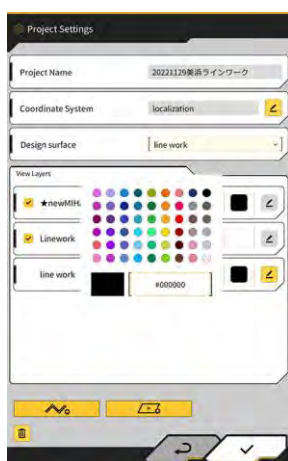 Project Settings
Project Name 20221129美浜ラインワーク
Coordinate System localization
Design surface line work
View Layers
★newMIH
Linework
line work
#000000